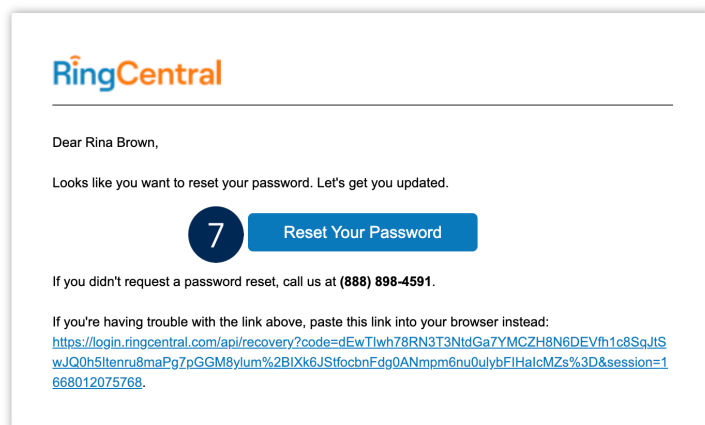 RingCentral
Dear Rina Brown,
Looks like you want to reset your password. Let's get you updated.
7
Reset Your Password
If you didn't request a password reset, call us at (888) 898-4591.
If you're having trouble with the link above, paste this link into your browser instead:
https://login.ringcentral.com/api/recovery?code=dEwTIwh78RN3T3NtdGa7YMCZH8N6DEVfh1c8SqJtS
wJQ0h5ltenru8maPg7pGGM8ylum%2BIXk6JStfocbnFdg0ANmpm6nu0ulybFIHaIcMZs%3D&session=1
668012075768.